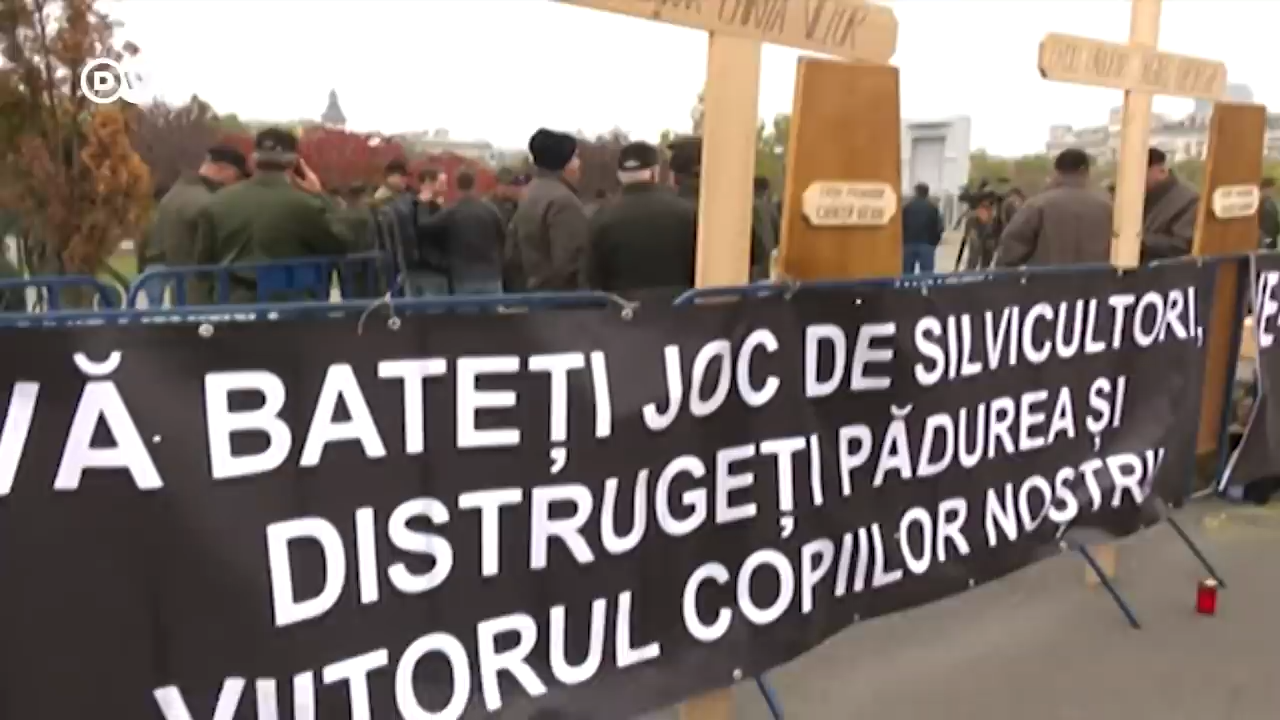 DW
VĂ BATEȚI JOC DE SILVICULTORI,
DISTRUGEȚI PĂDUREA ȘI
VIITORUL COPIILOR NOȘTRI